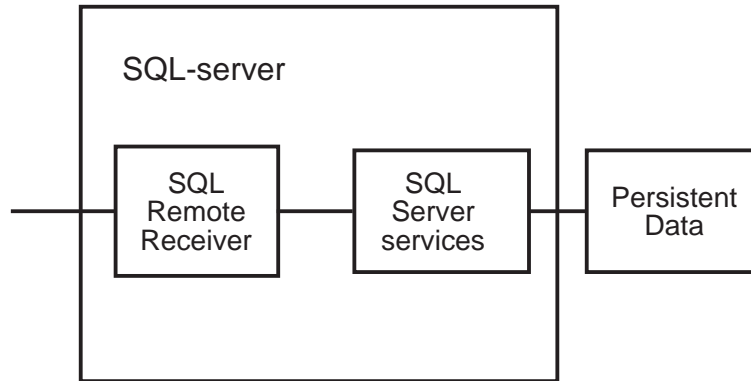 SQL-server
SQL
Remote
Receiver
SQL
Server
services
Persistent
Data